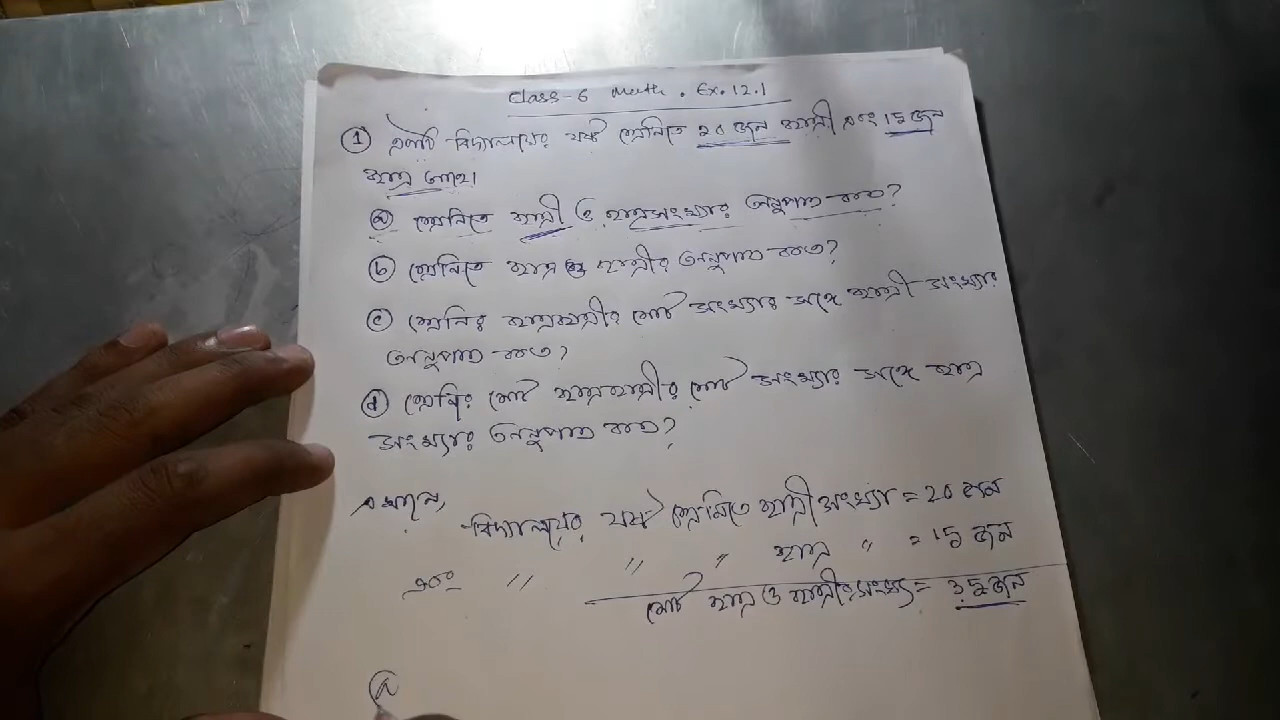 Class-6 Math. Ex. 12.1
① একটি বিদ্যালয়ের ষষ্ঠ শ্রেনিতে 20 জন ছাত্রী এবং 15 জন
ছাত্র আছে।
ⓐ শ্রেনিতে ছাত্রী ও ছাত্রসংখ্যার অনুপাত কত?
ⓑ শ্রেনিতে ছাত্র ও ছাত্রীর অনুপাত কত?
ⓒ শ্রেনির ছাত্রছাত্রীর মোট সংখ্যার সঙ্গে ছাত্রী সংখ্যার
অনুপাত কত?
ⓓ শ্রেনির মোট ছাত্রছাত্রীর মোট সংখ্যার সঙ্গে ছাত্র
সংখ্যার অনুপাত কত?
এখানে,
বিদ্যালয়ের ষষ্ঠ শ্রেনিতে ছাত্রী সংখ্যা = 20 জন
এবং " " " ছাত্র " = 15 জন
মোট ছাত্র ও ছাত্রীর সংখ্যা = 35 জন
ⓐ